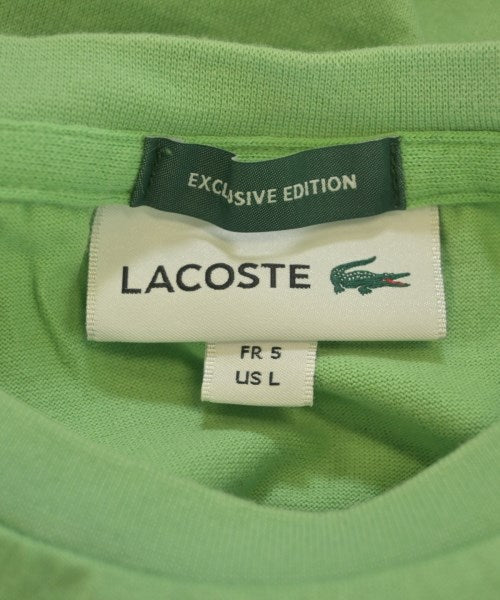 EXCLUSIVE EDITION
LACOSTE
FR 5
US L